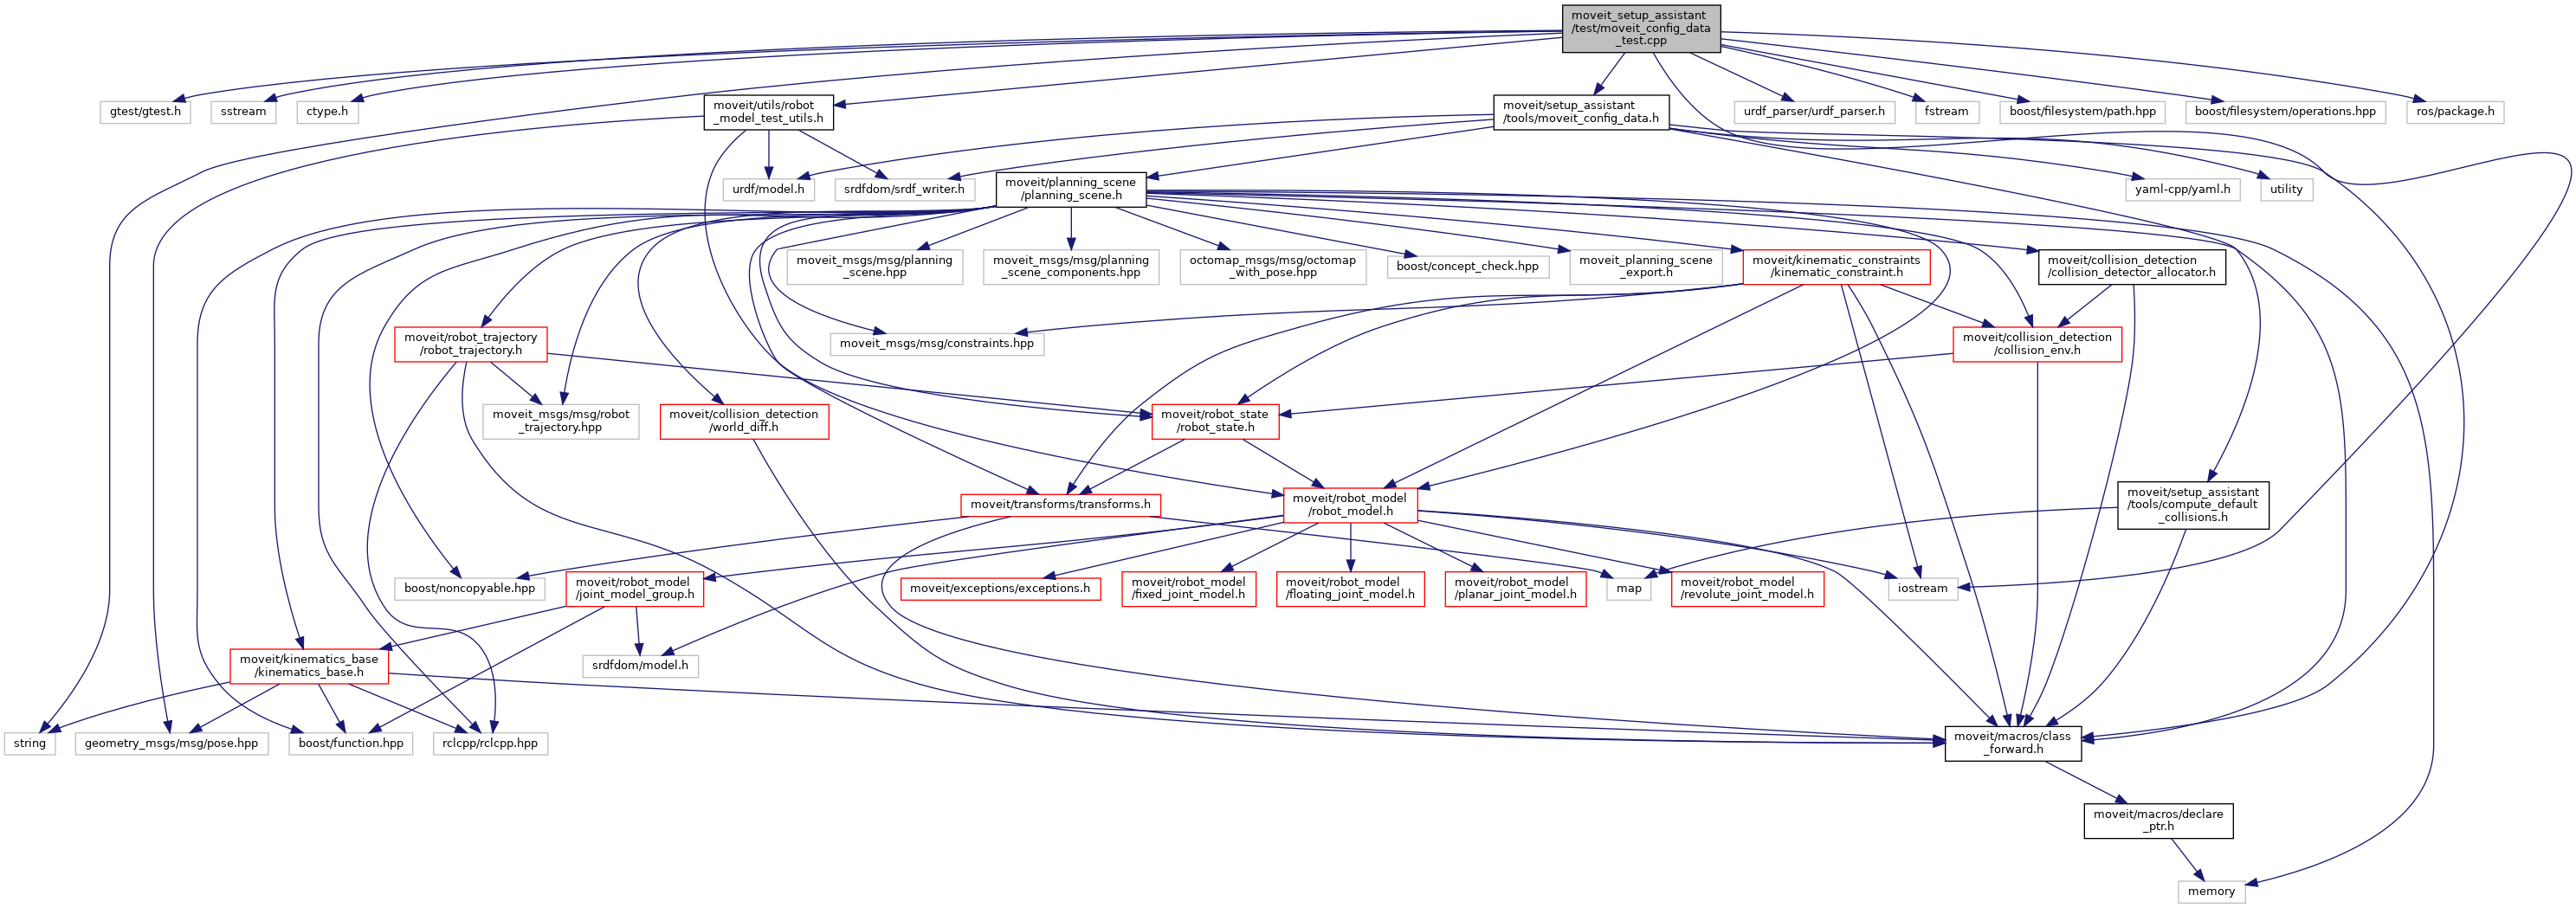 moveit_setup_assistant
/test/moveit_config_data
_test.cpp
gtest/gtest.h
sstream
ctype.h
moveit/utils/robot
_model_test_utils.h
moveit/setup_assistant
/tools/moveit_config_data.h
urdf_parser/urdf_parser.h
fstream
boost/filesystem/path.hpp
boost/filesystem/operations.hpp
ros/package.h
urdf/model.h
srdfdom/srdf_writer.h
moveit/planning_scene
/planning_scene.h
yaml-cpp/yaml.h
utility
moveit_msgs/msg/planning
_scene.hpp
moveit_msgs/msg/planning
_scene_components.hpp
octomap_msgs/msg/octomap
_with_pose.hpp
boost/concept_check.hpp
moveit_planning_scene
_export.h
moveit/kinematic_constraints
/kinematic_constraint.h
moveit/collision_detection
/collision_detector_allocator.h
moveit/robot_trajectory
/robot_trajectory.h
moveit_msgs/msg/constraints.hpp
moveit/collision_detection
/collision_env.h
moveit_msgs/msg/robot
_trajectory.hpp
moveit/collision_detection
/world_diff.h
moveit/robot_state
/robot_state.h
moveit/transforms/transforms.h
moveit/robot_model
/robot_model.h
moveit/setup_assistant
/tools/compute_default
_collisions.h
boost/noncopyable.hpp
moveit/robot_model
/joint_model_group.h
moveit/exceptions/exceptions.h
moveit/robot_model
/fixed_joint_model.h
moveit/robot_model
/floating_joint_model.h
moveit/robot_model
/planar_joint_model.h
map
moveit/robot_model
/revolute_joint_model.h
iostream
moveit/kinematics_base
/kinematics_base.h
srdfdom/model.h
string
geometry_msgs/msg/pose.hpp
boost/function.hpp
rclcpp/rclcpp.hpp
moveit/macros/class
_forward.h
moveit/macros/declare
_ptr.h
memory